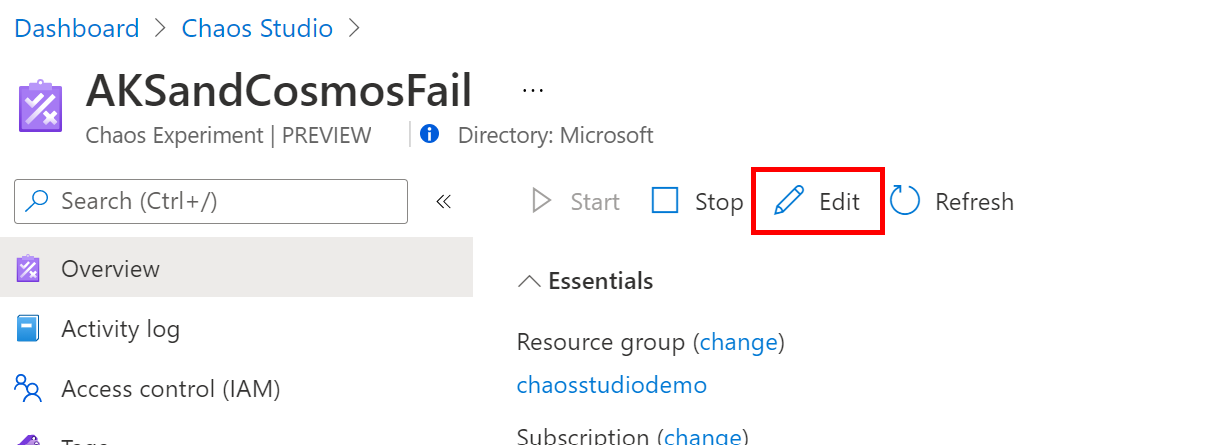 Dashboard > Chaos Studio >
AKSandCosmosFail ...
Chaos Experiment | PREVIEW Directory: Microsoft
Search (Ctrl+/) «
Start Stop Edit Refresh
Overview
Activity log
Access control (IAM)
Tags
Essentials
Resource group (change)
chaosstudiodemo
Subscription (change)